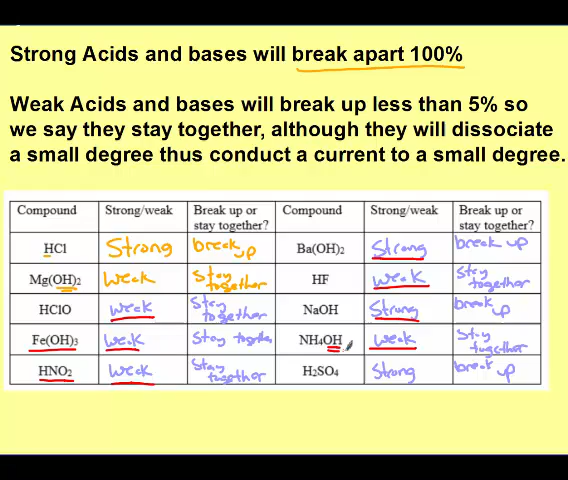 Strong Acids and bases will break apart 100%
Weak Acids and bases will break up less than 5% so
we say they stay together, although they will dissociate
a small degree thus conduct a current to a small degree.
Compound Strong/weak Break up or stay together? Compound Strong/weak Break up or stay together?
HCl Strong break up Ba(OH)2 Strong break up
Mg(OH)2 weak stay together HF weak stay together
HClO weak stay together NaOH Strong break up
Fe(OH)3 weak stay together NH4OH weak stay together
HNO2 weak stay together H2SO4 Strong break up